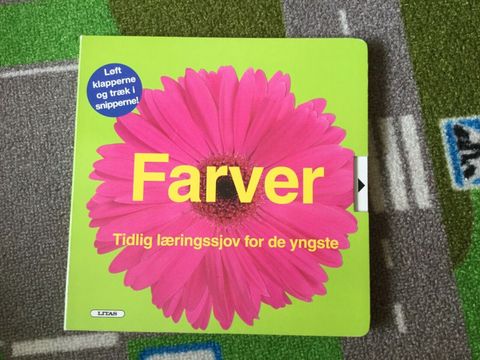 Løft
klapperne
og træk i
snipperne!
Farver
Tidlig læringssjov for de yngste
LITAS